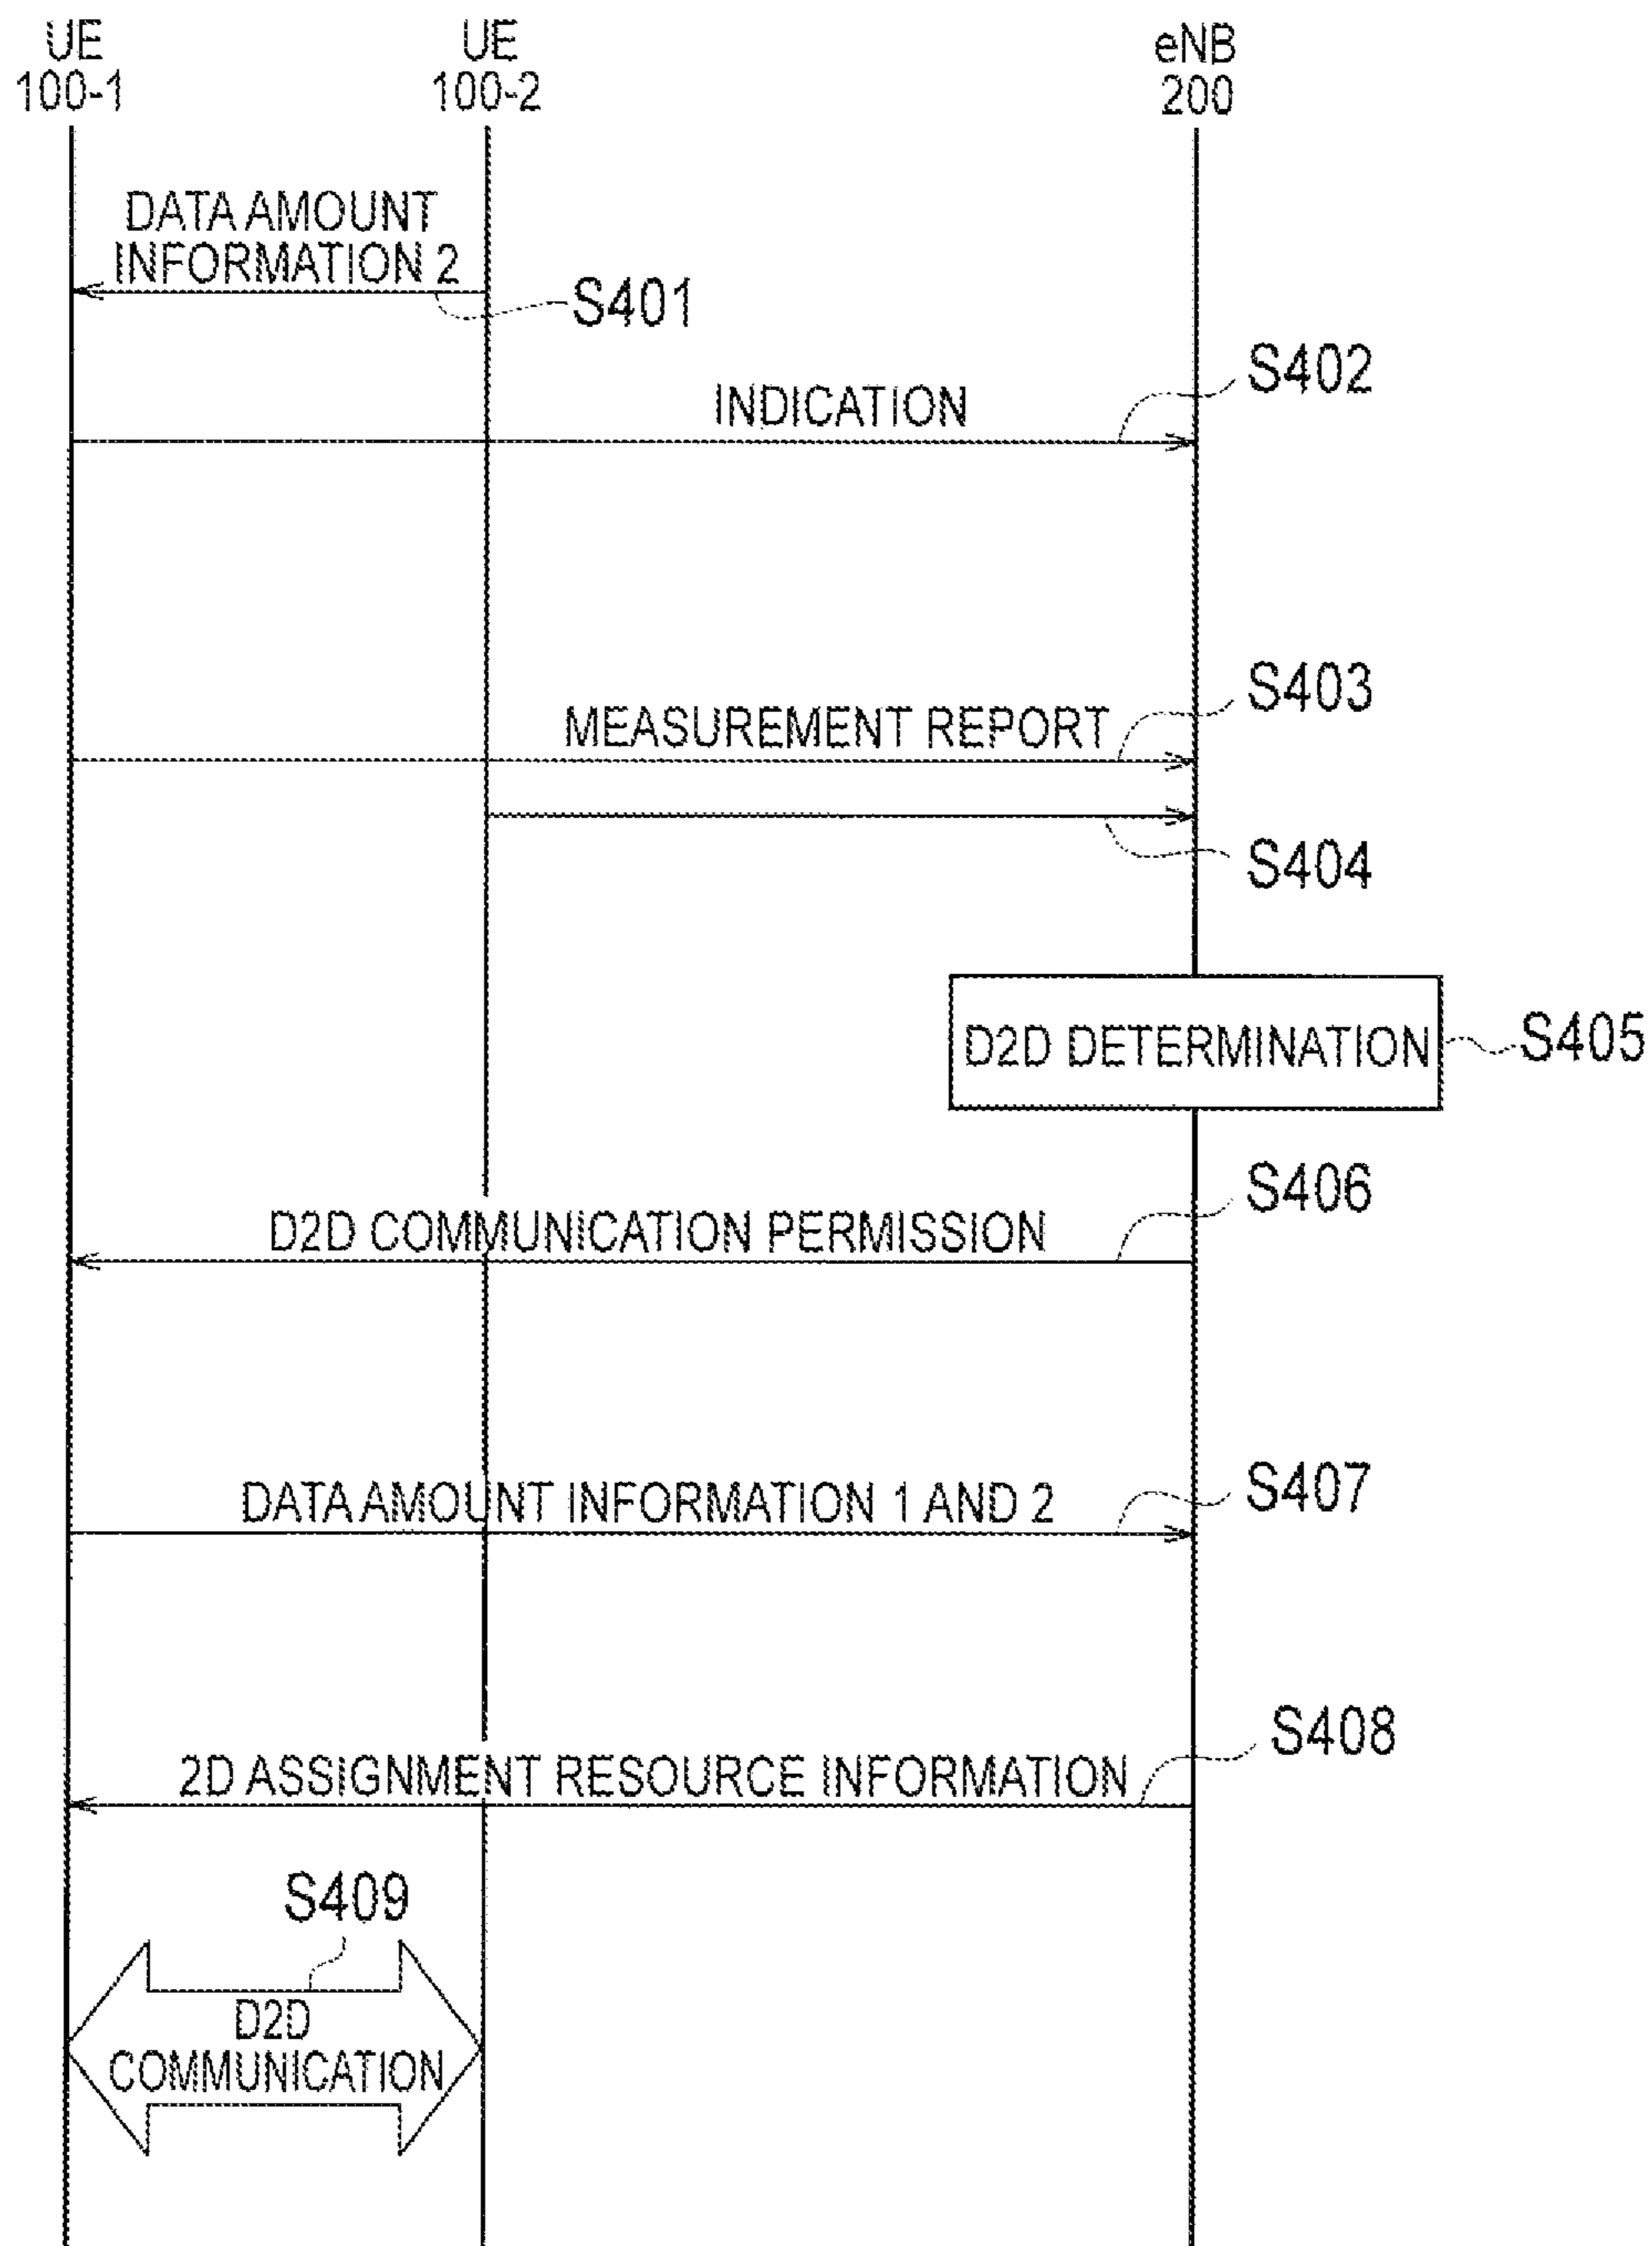 UE
100-1
UE
100-2
eNB
200
DATA AMOUNT
INFORMATION 2
S401
S402
INDICATION
S403
MEASUREMENT REPORT
S404
D2D DETERMINATION
S405
S406
D2D COMMUNICATION PERMISSION
S407
DATA AMOUNT INFORMATION 1 AND 2
S408
2D ASSIGNMENT RESOURCE INFORMATION
S409
D2D
COMMUNICATION